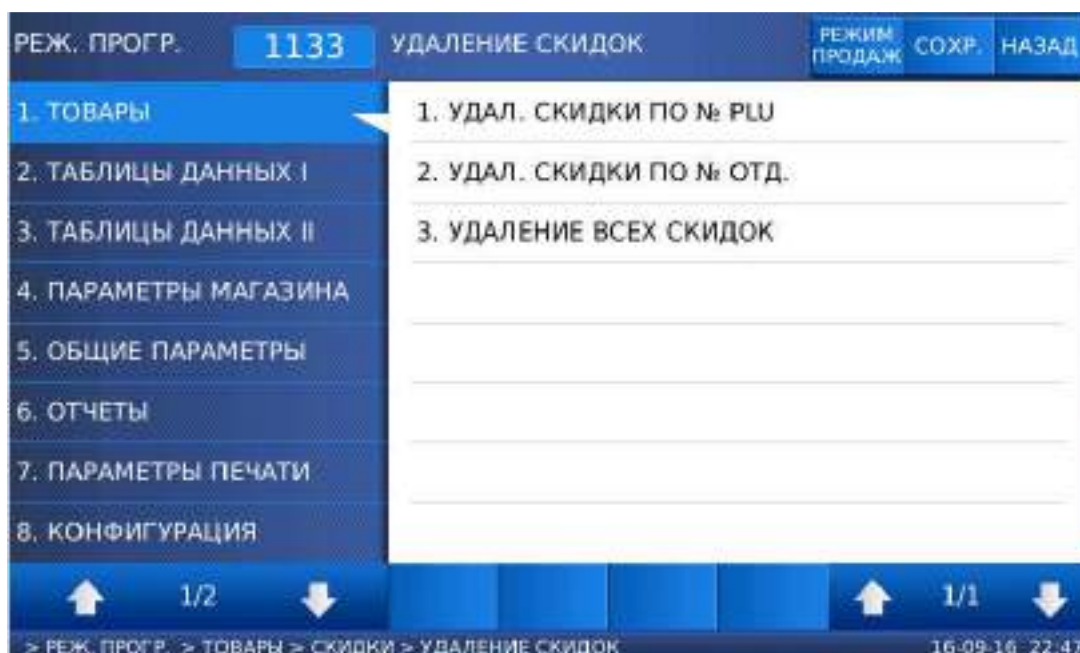 РЕЖ. ПРОГР. 1133 УДАЛЕНИЕ СКИДОК РЕЖИМ ПРОДАЖ СОХР. НАЗАД
1. ТОВАРЫ
2. ТАБЛИЦЫ ДАННЫХ I
3. ТАБЛИЦЫ ДАННЫХ II
4. ПАРАМЕТРЫ МАГАЗИНА
5. ОБЩИЕ ПАРАМЕТРЫ
6. ОТЧЕТЫ
7. ПАРАМЕТРЫ ПЕЧАТИ
8. КОНФИГУРАЦИЯ
1. УДАЛ. СКИДКИ ПО № PLU
2. УДАЛ. СКИДКИ ПО № ОТД.
3. УДАЛЕНИЕ ВСЕХ СКИДОК
1/2 1/1
> РЕЖ. ПРОГР. > ТОВАРЫ > СКИДКИ > УДАЛЕНИЕ СКИДОК 16-09-16 22:47